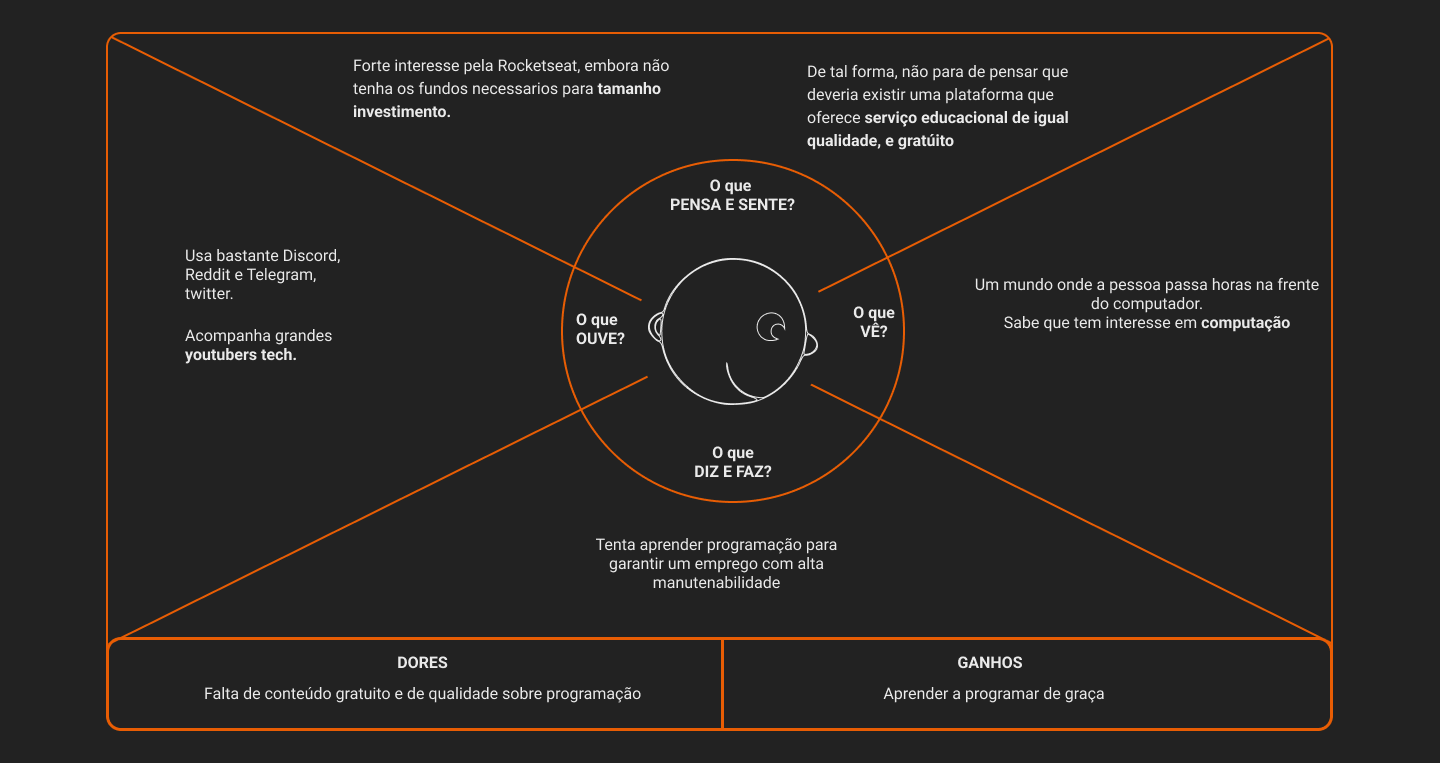 Forte interesse pela Rocketseat, embora não
tenha os fundos necessarios para tamanho
investimento.
De tal forma, não para de pensar que
deveria existir uma plataforma que
oferece serviço educacional de igual
qualidade, e gratúito
O que
PENSA E SENTE?
Usa bastante Discord,
Reddit e Telegram,
twitter.
Acompanha grandes
youtubers tech.
O que
OUVE?
O que
VÊ?
Um mundo onde a pessoa passa horas na frente
do computador.
Sabe que tem interesse em computação
O que
DIZ E FAZ?
Tenta aprender programação para
garantir um emprego com alta
manutenabilidade
DORES
Falta de conteúdo gratuito e de qualidade sobre programação
GANHOS
Aprender a programar de graça